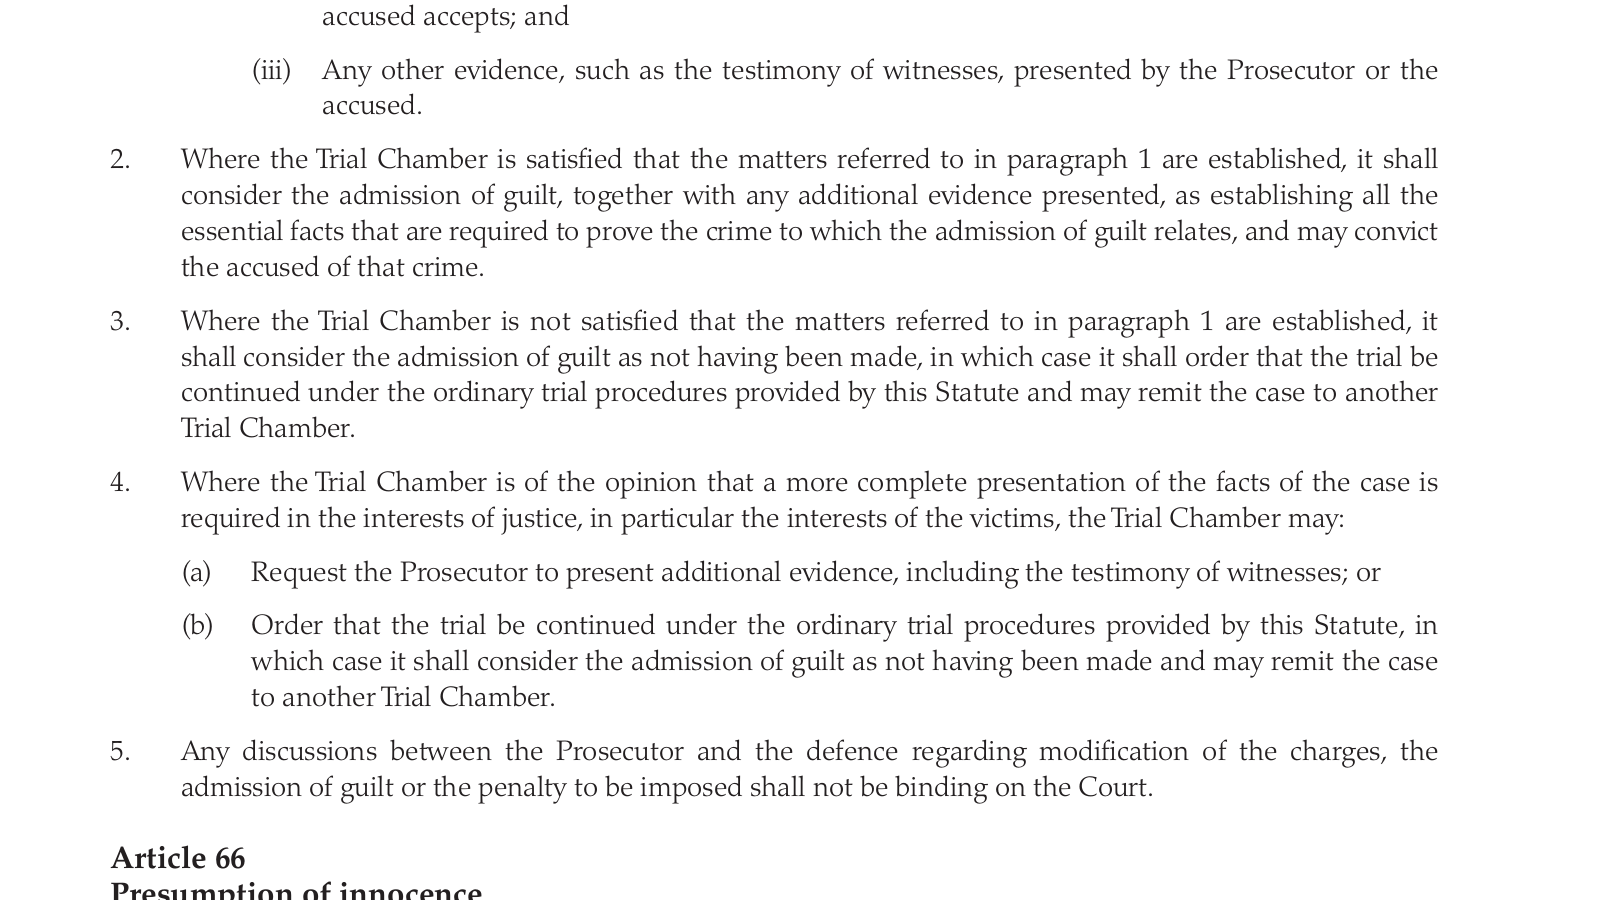 accused accepts; and
(iii) Any other evidence, such as the testimony of witnesses, presented by the Prosecutor or the
accused.
2. Where the Trial Chamber is satisfied that the matters referred to in paragraph 1 are established, it shall
consider the admission of guilt, together with any additional evidence presented, as establishing all the
essential facts that are required to prove the crime to which the admission of guilt relates, and may convict
the accused of that crime.
3. Where the Trial Chamber is not satisfied that the matters referred to in paragraph 1 are established, it
shall consider the admission of guilt as not having been made, in which case it shall order that the trial be
continued under the ordinary trial procedures provided by this Statute and may remit the case to another
Trial Chamber.
4. Where the Trial Chamber is of the opinion that a more complete presentation of the facts of the case is
required in the interests of justice, in particular the interests of the victims, the Trial Chamber may:
(a) Request the Prosecutor to present additional evidence, including the testimony of witnesses; or
(b) Order that the trial be continued under the ordinary trial procedures provided by this Statute, in
which case it shall consider the admission of guilt as not having been made and may remit the case
to another Trial Chamber.
5. Any discussions between the Prosecutor and the defence regarding modification of the charges, the
admission of guilt or the penalty to be imposed shall not be binding on the Court.
Article 66
Presumption of innocence